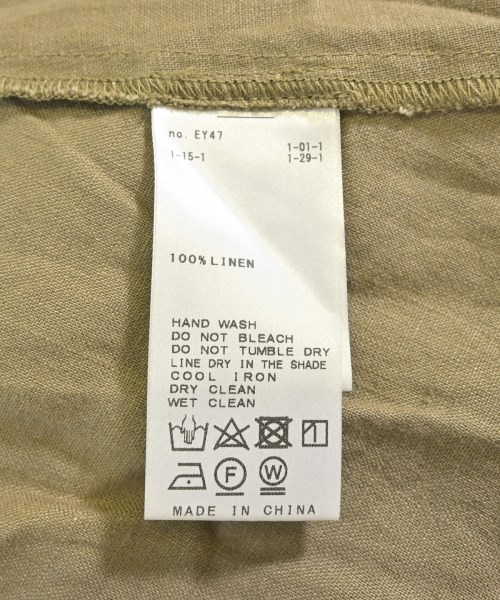 no. EY47 1-01-1
1-15-1 1-29-1
100% LINEN
HAND WASH
DO NOT BLEACH
DO NOT TUMBLE DRY
LINE DRY IN THE SHADE
COOL IRON
DRY CLEAN
WET CLEAN
F W
MADE IN CHINA